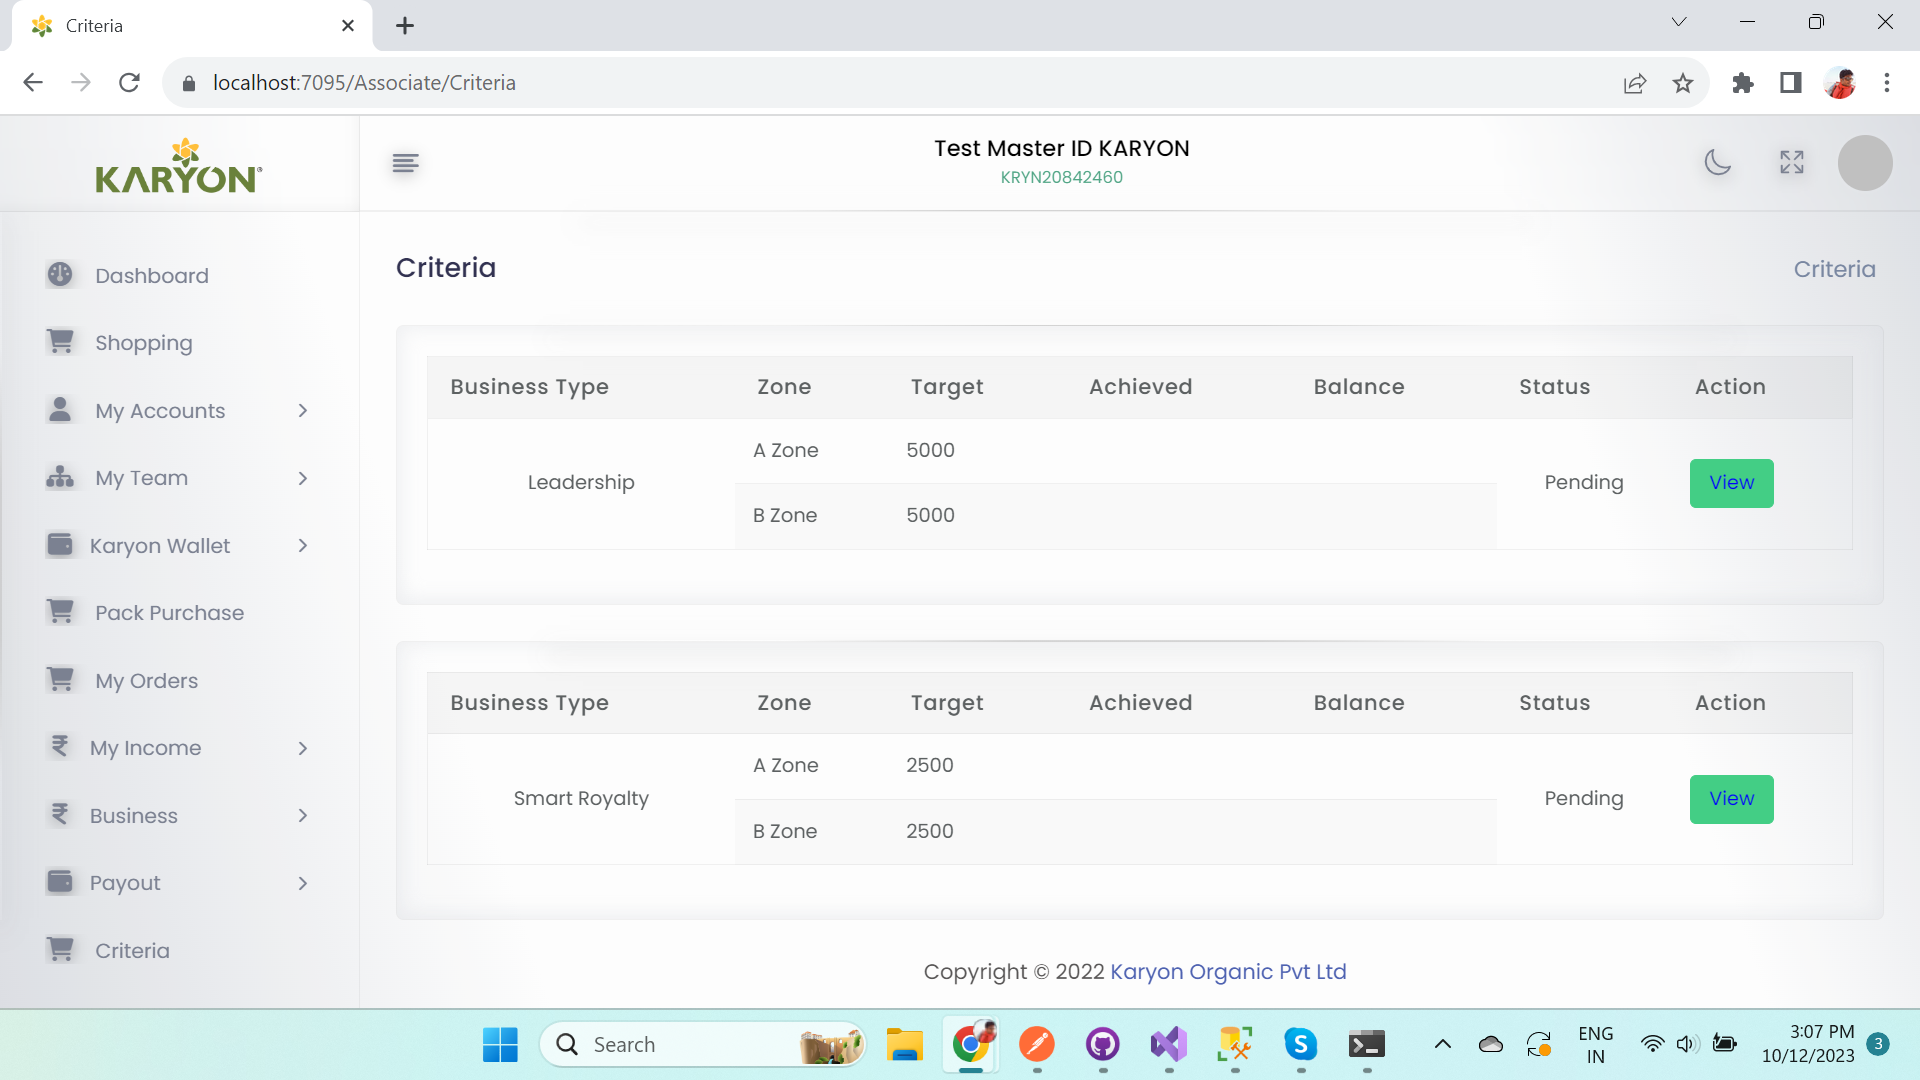 Criteria
localhost:7095/Associate/Criteria
KARYON®
Test Master ID KARYON
KRYN20842460
Dashboard
Shopping
My Accounts
My Team
Karyon Wallet
Pack Purchase
My Orders
My Income
Business
Payout
Criteria
Criteria
Criteria
Business Type Zone Target Achieved Balance Status Action
A Zone 5000
Leadership Pending View
B Zone 5000
Business Type Zone Target Achieved Balance Status Action
A Zone 2500
Smart Royalty Pending View
B Zone 2500
Copyright © 2022 Karyon Organic Pvt Ltd
Search
S
ENG
IN
3:07 PM
10/12/2023
3